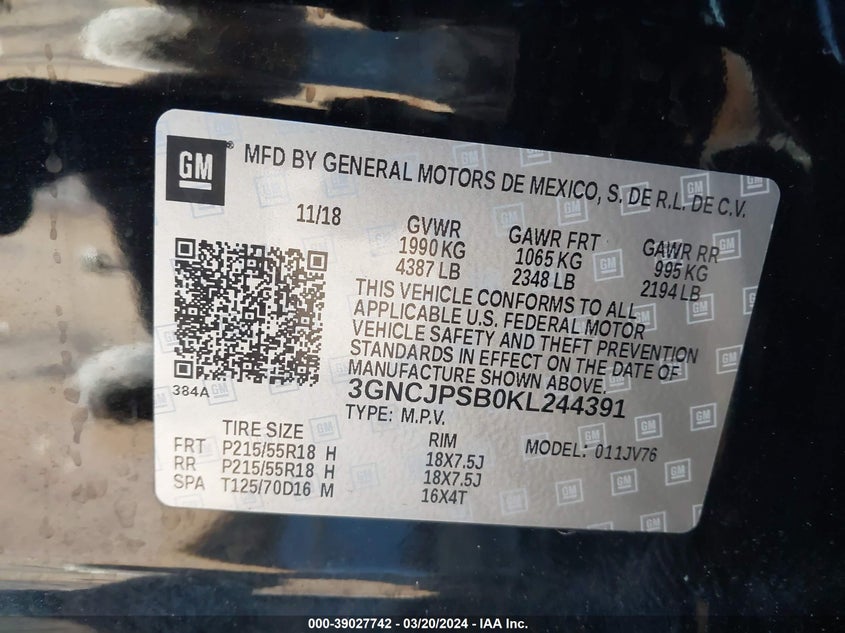 GM
MFD BY GENERAL MOTORS DE MEXICO, S. DE R.L. DE C.V.
11/18
GVWR
1990 KG
4387 LB
GAWR FRT
1065 KG
2348 LB
GAWR RR
995 KG
2194 LB
THIS VEHICLE CONFORMS TO ALL
APPLICABLE U.S. FEDERAL MOTOR
VEHICLE SAFETY AND THEFT PREVENTION
STANDARDS IN EFFECT ON THE DATE OF
MANUFACTURE SHOWN ABOVE.
384A
3GNCJPSB0KL244391
TYPE: M.P.V.
TIRE SIZE RIM MODEL: 011JV76
FRT P215/55R18 H 18X7.5J
RR P215/55R18 H 18X7.5J
SPA T125/70D16 M 16X4T
000-39027742 / 03/20/2024 - IAA Inc.